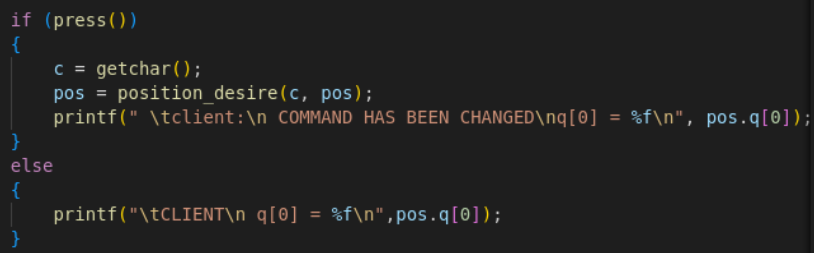 if (press())
{
c = getchar();
pos = position_desire(c, pos);
printf(" \tclient:\n COMMAND HAS BEEN CHANGED\nq[0] = %f\n", pos.q[0]);
}
else
{
printf("\tCLIENT\n q[0] = %f\n",pos.q[0]);
}